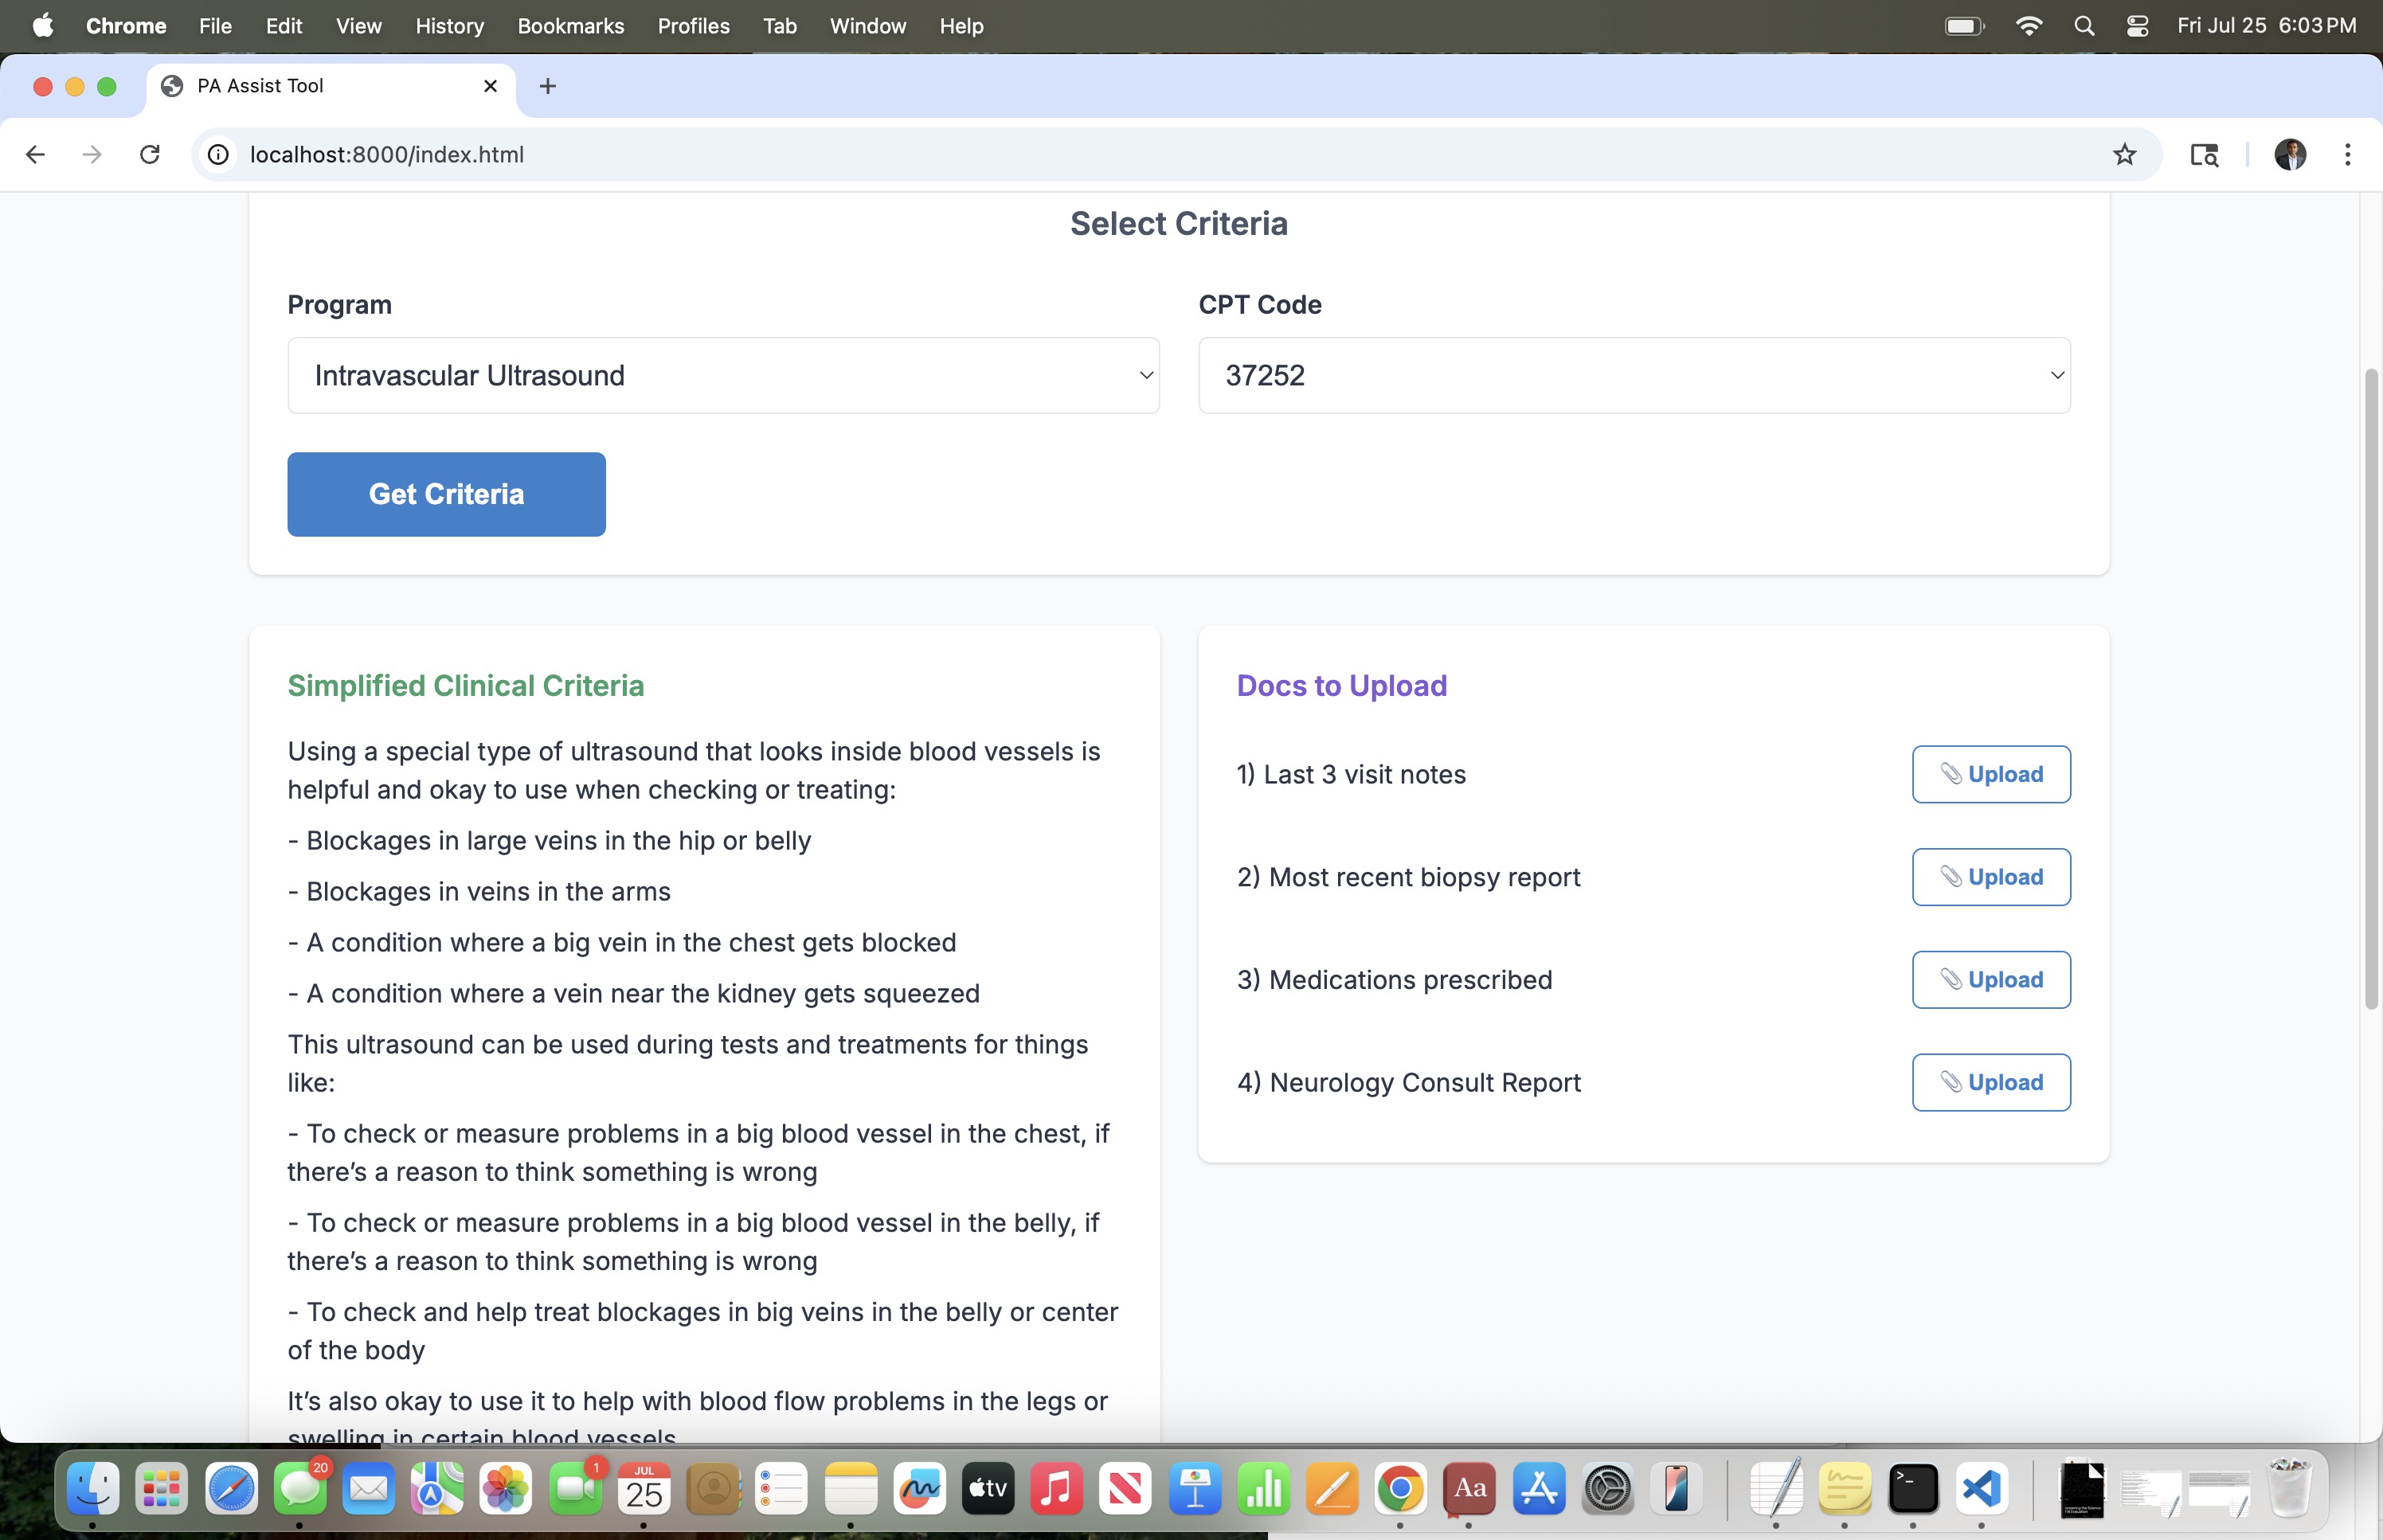 Chrome File Edit View History Bookmarks Profiles Tab Window Help Fri Jul 25 6:03 PM
PA Assist Tool
localhost:8000/index.html
Select Criteria
Program
CPT Code
Intravascular Ultrasound
37252
Get Criteria
Simplified Clinical Criteria
Using a special type of ultrasound that looks inside blood vessels is
helpful and okay to use when checking or treating:
- Blockages in large veins in the hip or belly
- Blockages in veins in the arms
- A condition where a big vein in the chest gets blocked
- A condition where a vein near the kidney gets squeezed
This ultrasound can be used during tests and treatments for things
like:
- To check or measure problems in a big blood vessel in the chest, if
there’s a reason to think something is wrong
- To check or measure problems in a big blood vessel in the belly, if
there’s a reason to think something is wrong
- To check and help treat blockages in big veins in the belly or center
of the body
It’s also okay to use it to help with blood flow problems in the legs or
swelling in certain blood vessels
Docs to Upload
1) Last 3 visit notes
Upload
2) Most recent biopsy report
Upload
3) Medications prescribed
Upload
4) Neurology Consult Report
Upload
20
1
JUL
25
tv
Aa
>_